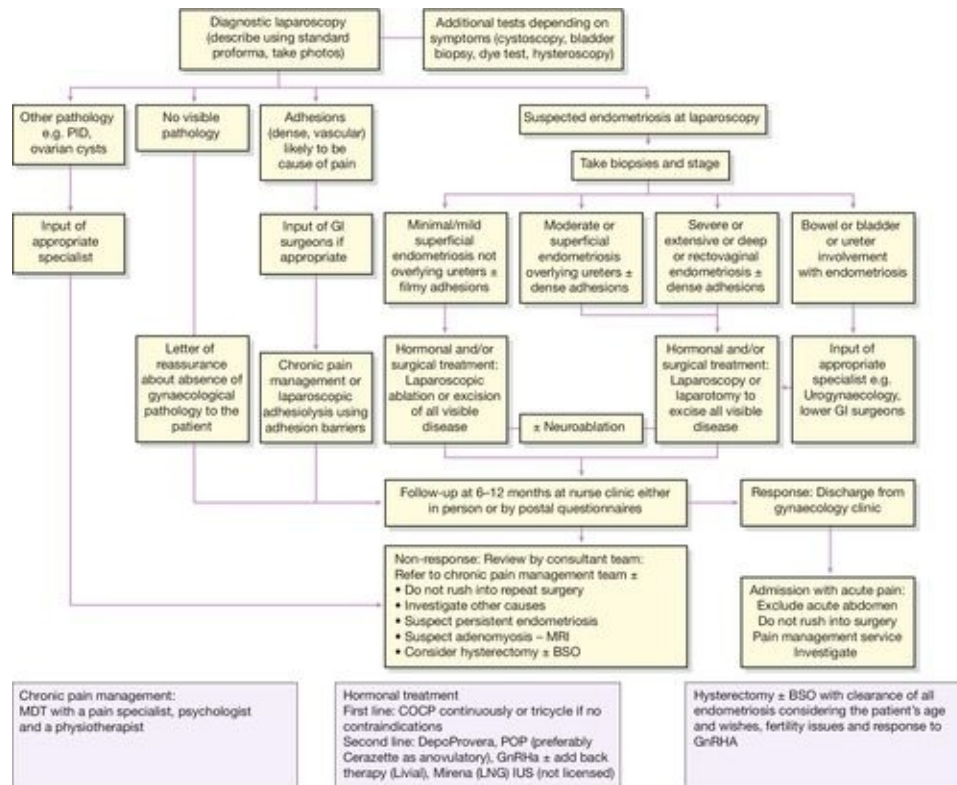 Diagnostic laparoscopy
(describe using standard
proforma, take photos)
Additional tests depending on
symptoms (cystoscopy, bladder
biopsy, dye test, hysteroscopy)
Other pathology
e.g. PID,
ovarian cysts
No visible
pathology
Adhesions
(dense, vascular)
likely to be
cause of pain
Suspected endometriosis at laparoscopy
Take biopsies and stage
Input of
appropriate
specialist
Input of GI
surgeons if
appropriate
Minimal/mild
superficial
endometriosis not
overlying ureters ±
filmy adhesions
Moderate or
superficial
endometriosis
overlying ureters ±
dense adhesions
Severe or
extensive or deep
or rectovaginal
endometriosis ±
dense adhesions
Bowel or bladder
or ureter
involvement
with endometriosis
Letter of
reassurance
about absence of
gynaecological
pathology to the
patient
Chronic pain
management or
laparoscopic
adhesiolysis using
adhesion barriers
Hormonal and/or
surgical treatment:
Laparoscopic
ablation or excision
of all visible
disease
± Neuroablation
Hormonal and/or
surgical treatment:
Laparoscopy or
laparotomy to
excise all visible
disease
Input of
appropriate
specialist e.g.
Urogynaecology,
lower GI surgeons
Follow-up at 6–12 months at nurse clinic either
in person or by postal questionnaires
Response: Discharge from
gynaecology clinic
Non-response: Review by consultant team:
Refer to chronic pain management team ±
• Do not rush into repeat surgery
• Investigate other causes
• Suspect persistent endometriosis
• Suspect adenomyosis – MRI
• Consider hysterectomy ± BSO
Admission with acute pain:
Exclude acute abdomen
Do not rush into surgery
Pain management service
Investigate
Chronic pain management:
MDT with a pain specialist, psychologist
and a physiotherapist
Hormonal treatment
First line: COCP continuously or tricycle if no
contraindications
Second line: DepoProvera, POP (preferably
Cerazette as anovulatory), GnRHa ± add back
therapy (Livial), Mirena (LNG) IUS (not licensed)
Hysterectomy ± BSO with clearance of all
endometriosis considering the patient's age
and wishes, fertility issues and response to
GnRHA